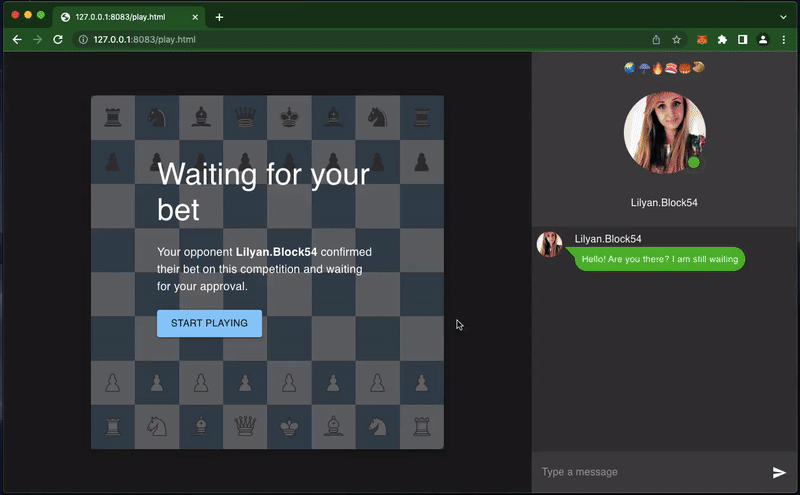 127.0.0.1:8083/play.html
127.0.0.1:8083/play.html
Waiting for your
bet
Your opponent Lilyan.Block54 confirmed
their bet on this competition and waiting
for your approval.
START PLAYING
Lilyan.Block54
Lilyan.Block54
Hello! Are you there? I am still waiting
Type a message